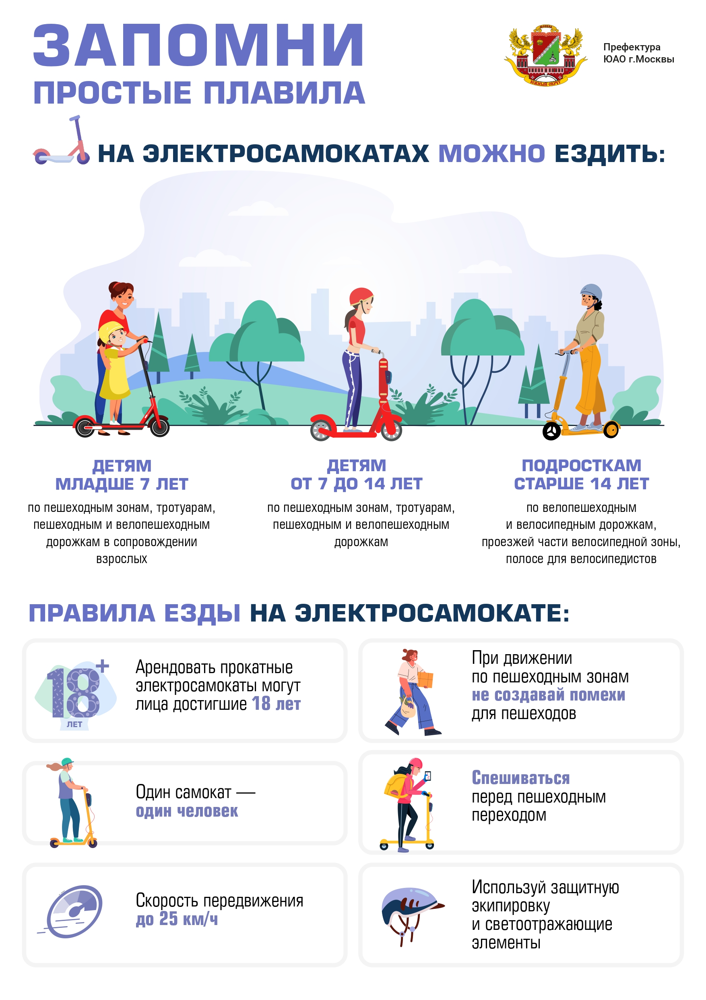 ЗАПОМНИ
ПРОСТЫЕ ПЛАВИЛА
МОСКВА
ЮЖНЫЙ ОКРУГ
Префектура
ЮАО г.Москвы
НА ЭЛЕКТРОСАМОКАТАХ МОЖНО ЕЗДИТЬ:
ДЕТЯМ
МЛАДШЕ 7 ЛЕТ
по пешеходным зонам, тротуарам,
пешеходным и велопешеходным
дорожкам в сопровождении
взрослых
ДЕТЯМ
ОТ 7 ДО 14 ЛЕТ
по пешеходным зонам, тротуарам,
пешеходным и велопешеходным
дорожкам
ПОДРОСТКАМ
СТАРШЕ 14 ЛЕТ
по велопешеходным
и велосипедным дорожкам,
проезжей части велосипедной зоны,
полосе для велосипедистов
ПРАВИЛА ЕЗДЫ НА ЭЛЕКТРОСАМОКАТЕ:
18+
ЛЕТ
Арендовать прокатные
электросамокаты могут
лица достигшие 18 лет
При движении
по пешеходным зонам
не создавай помехи
для пешеходов
Один самокат —
один человек
Спешиваться
перед пешеходным
переходом
Скорость передвижения
до 25 км/ч
Используй защитную
экипировку
и светоотражающие
элементы